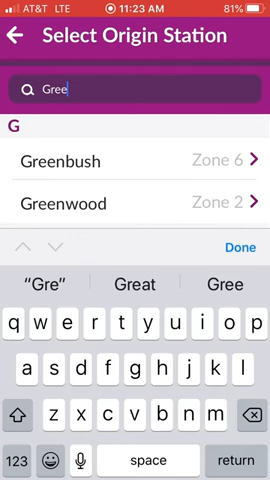 AT&T LTE 11:23 AM 81%
Select Origin Station
Gree
G
Greenbush Zone 6
Greenwood Zone 2
Done
“Gre” Great Gree
q w e r t y u i o p
a s d f g h j k l
z x c v b n m
123 space return